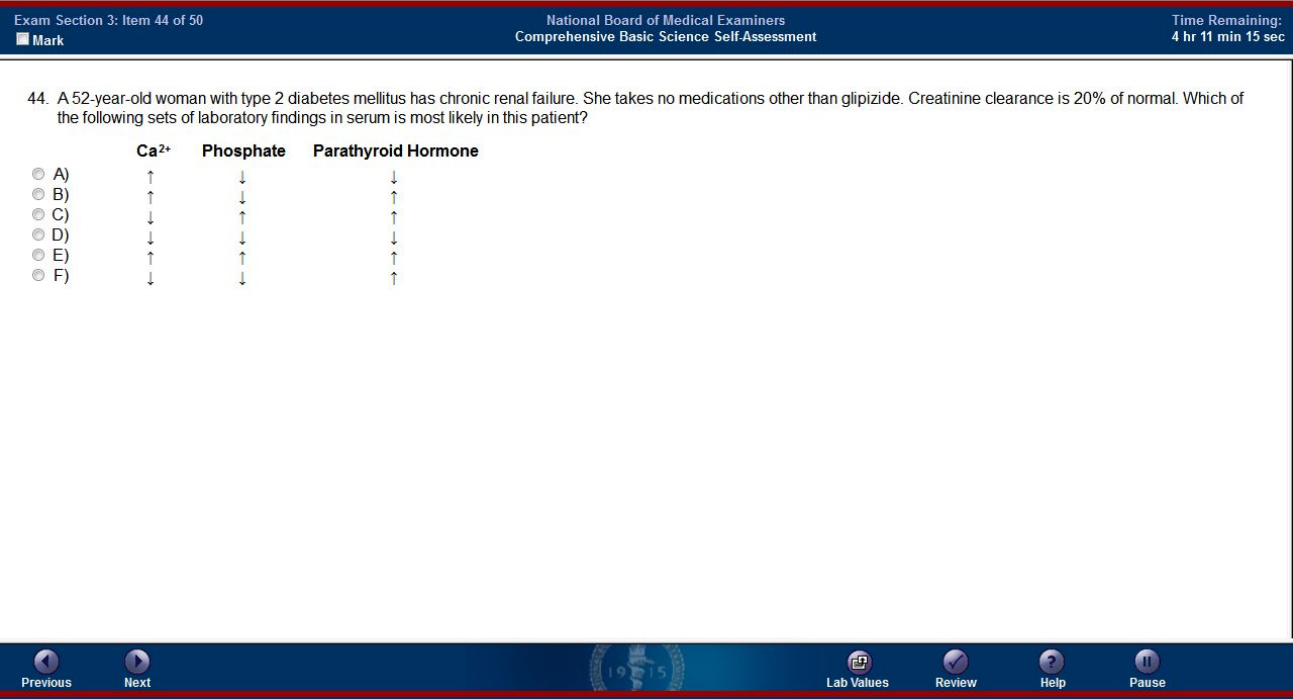 Exam Section 3: Item 44 of 50
National Board of Medical Examiners
Time Remaining:
Mark
Comprehensive Basic Science Self-Assessment
4 hr 11 min 15 sec
44. A 52-year-old woman with type 2 diabetes mellitus has chronic renal failure. She takes no medications other than glipizide. Creatinine clearance is 20% of normal. Which of
the following sets of laboratory findings in serum is most likely in this patient?
Ca2+ Phosphate Parathyroid Hormone
A) ↑ ↓ ↓
B) ↑ ↓ ↑
C) ↓ ↑ ↑
D) ↓ ↓ ↓
E) ↑ ↑ ↑
F) ↓ ↓ ↑
1915
Previous Next Lab Values Review Help Pause